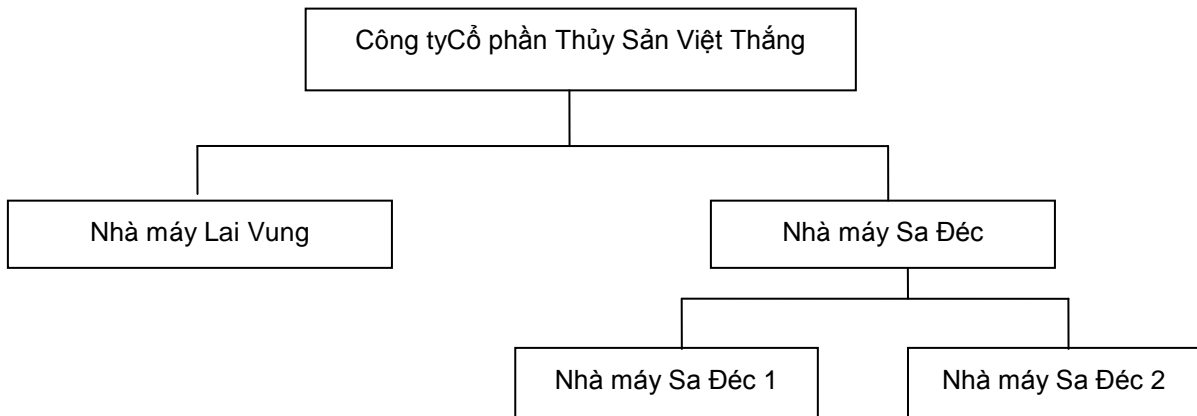 Công tyCổ phần Thủy Sản Việt Thắng
Nhà máy Lai Vung
Nhà máy Sa Đéc
Nhà máy Sa Đéc 1
Nhà máy Sa Đéc 2